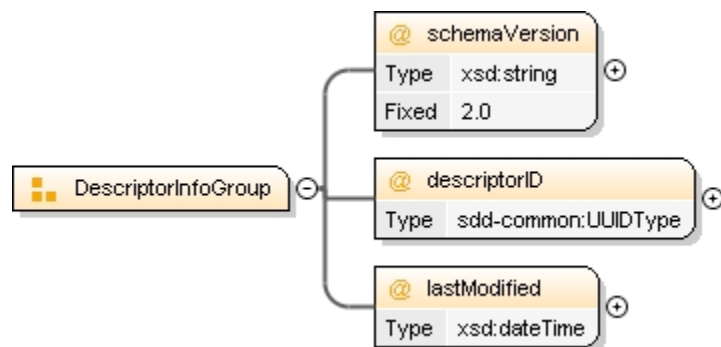 @ schemaVersion
Type xsd:string
Fixed 2.0
DescriptorInfoGroup
@ descriptorID
Type sdd-common:UUIDType
@ lastModified
Type xsd:dateTime